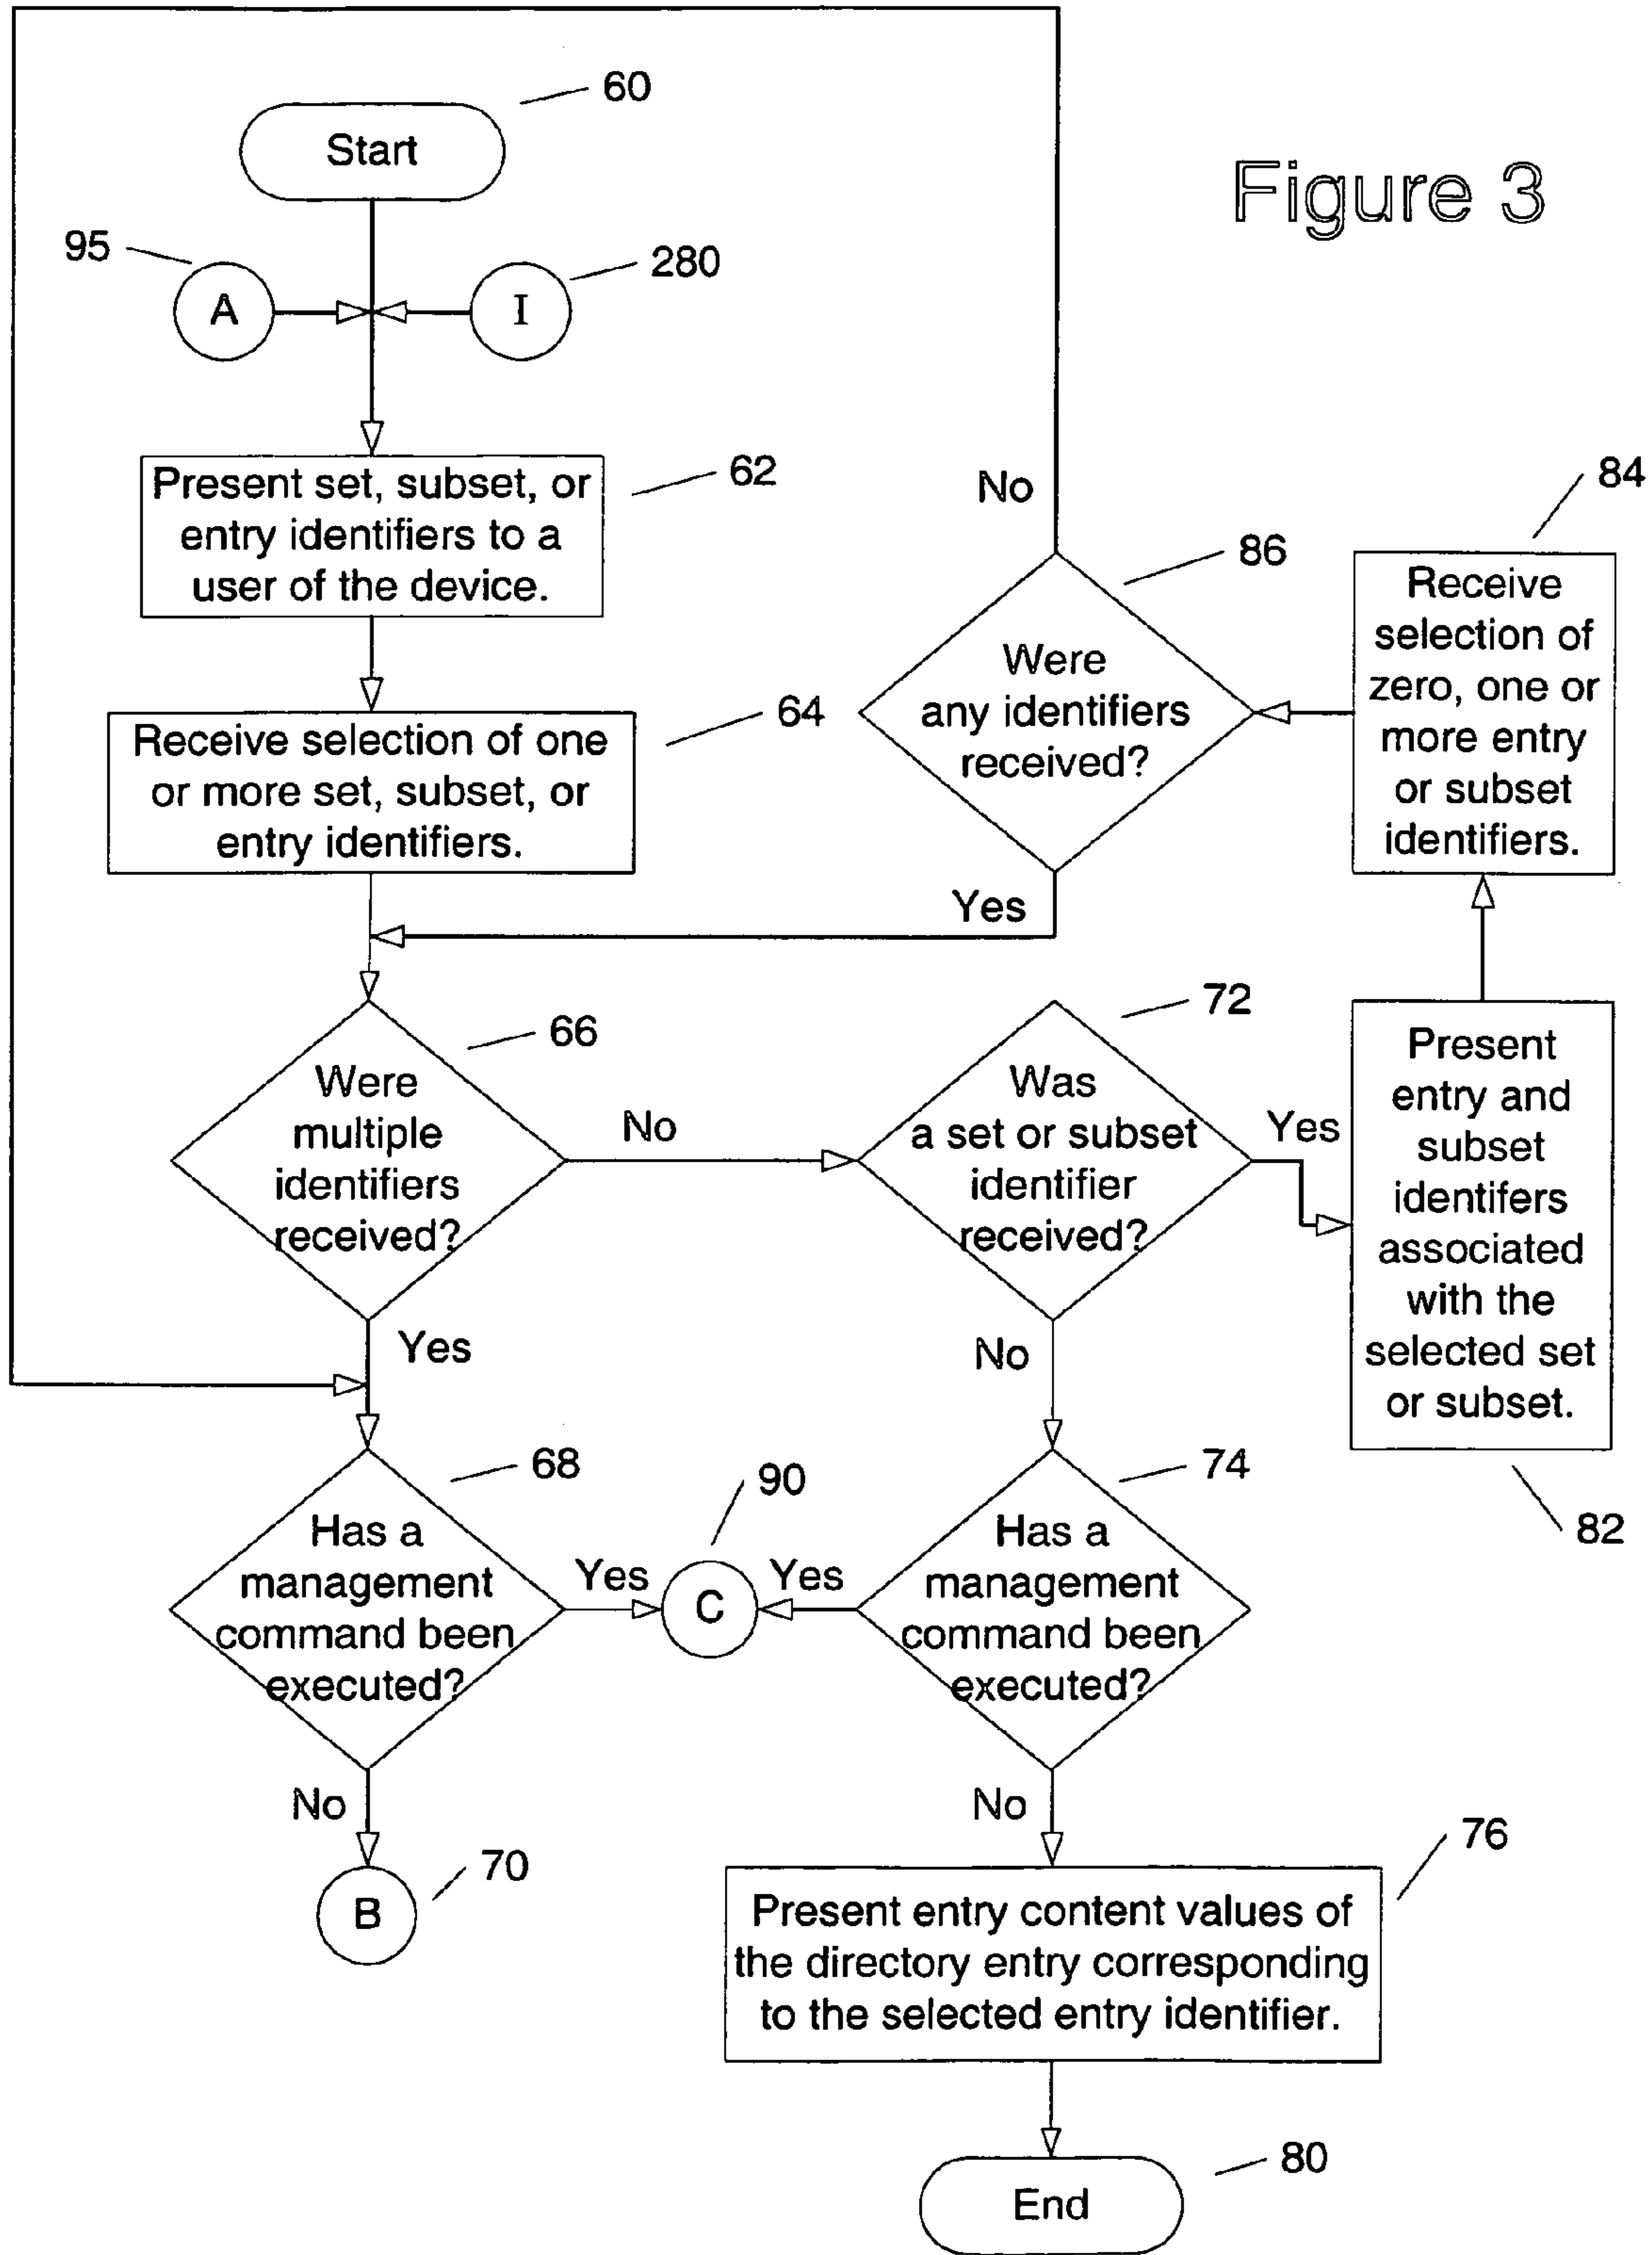 60
Start
Figure 3
95
280
A
I
62
Present set, subset, or
entry identifiers to a
user of the device.
No
84
86
Receive
selection of
zero, one or
more entry
or subset
identifiers.
Were
any identifiers
received?
64
Receive selection of one
or more set, subset, or
entry identifiers.
Yes
66
Were
multiple
identifiers
received?
No
72
Was
a set or subset
identifier
received?
Yes
Present
entry and
subset
identifers
associated
with the
selected set
or subset.
82
Yes
No
68
Has a
management
command been
executed?
Yes
90
C
Yes
74
Has a
management
command been
executed?
No
70
B
No
76
Present entry content values of
the directory entry corresponding
to the selected entry identifier.
80
End